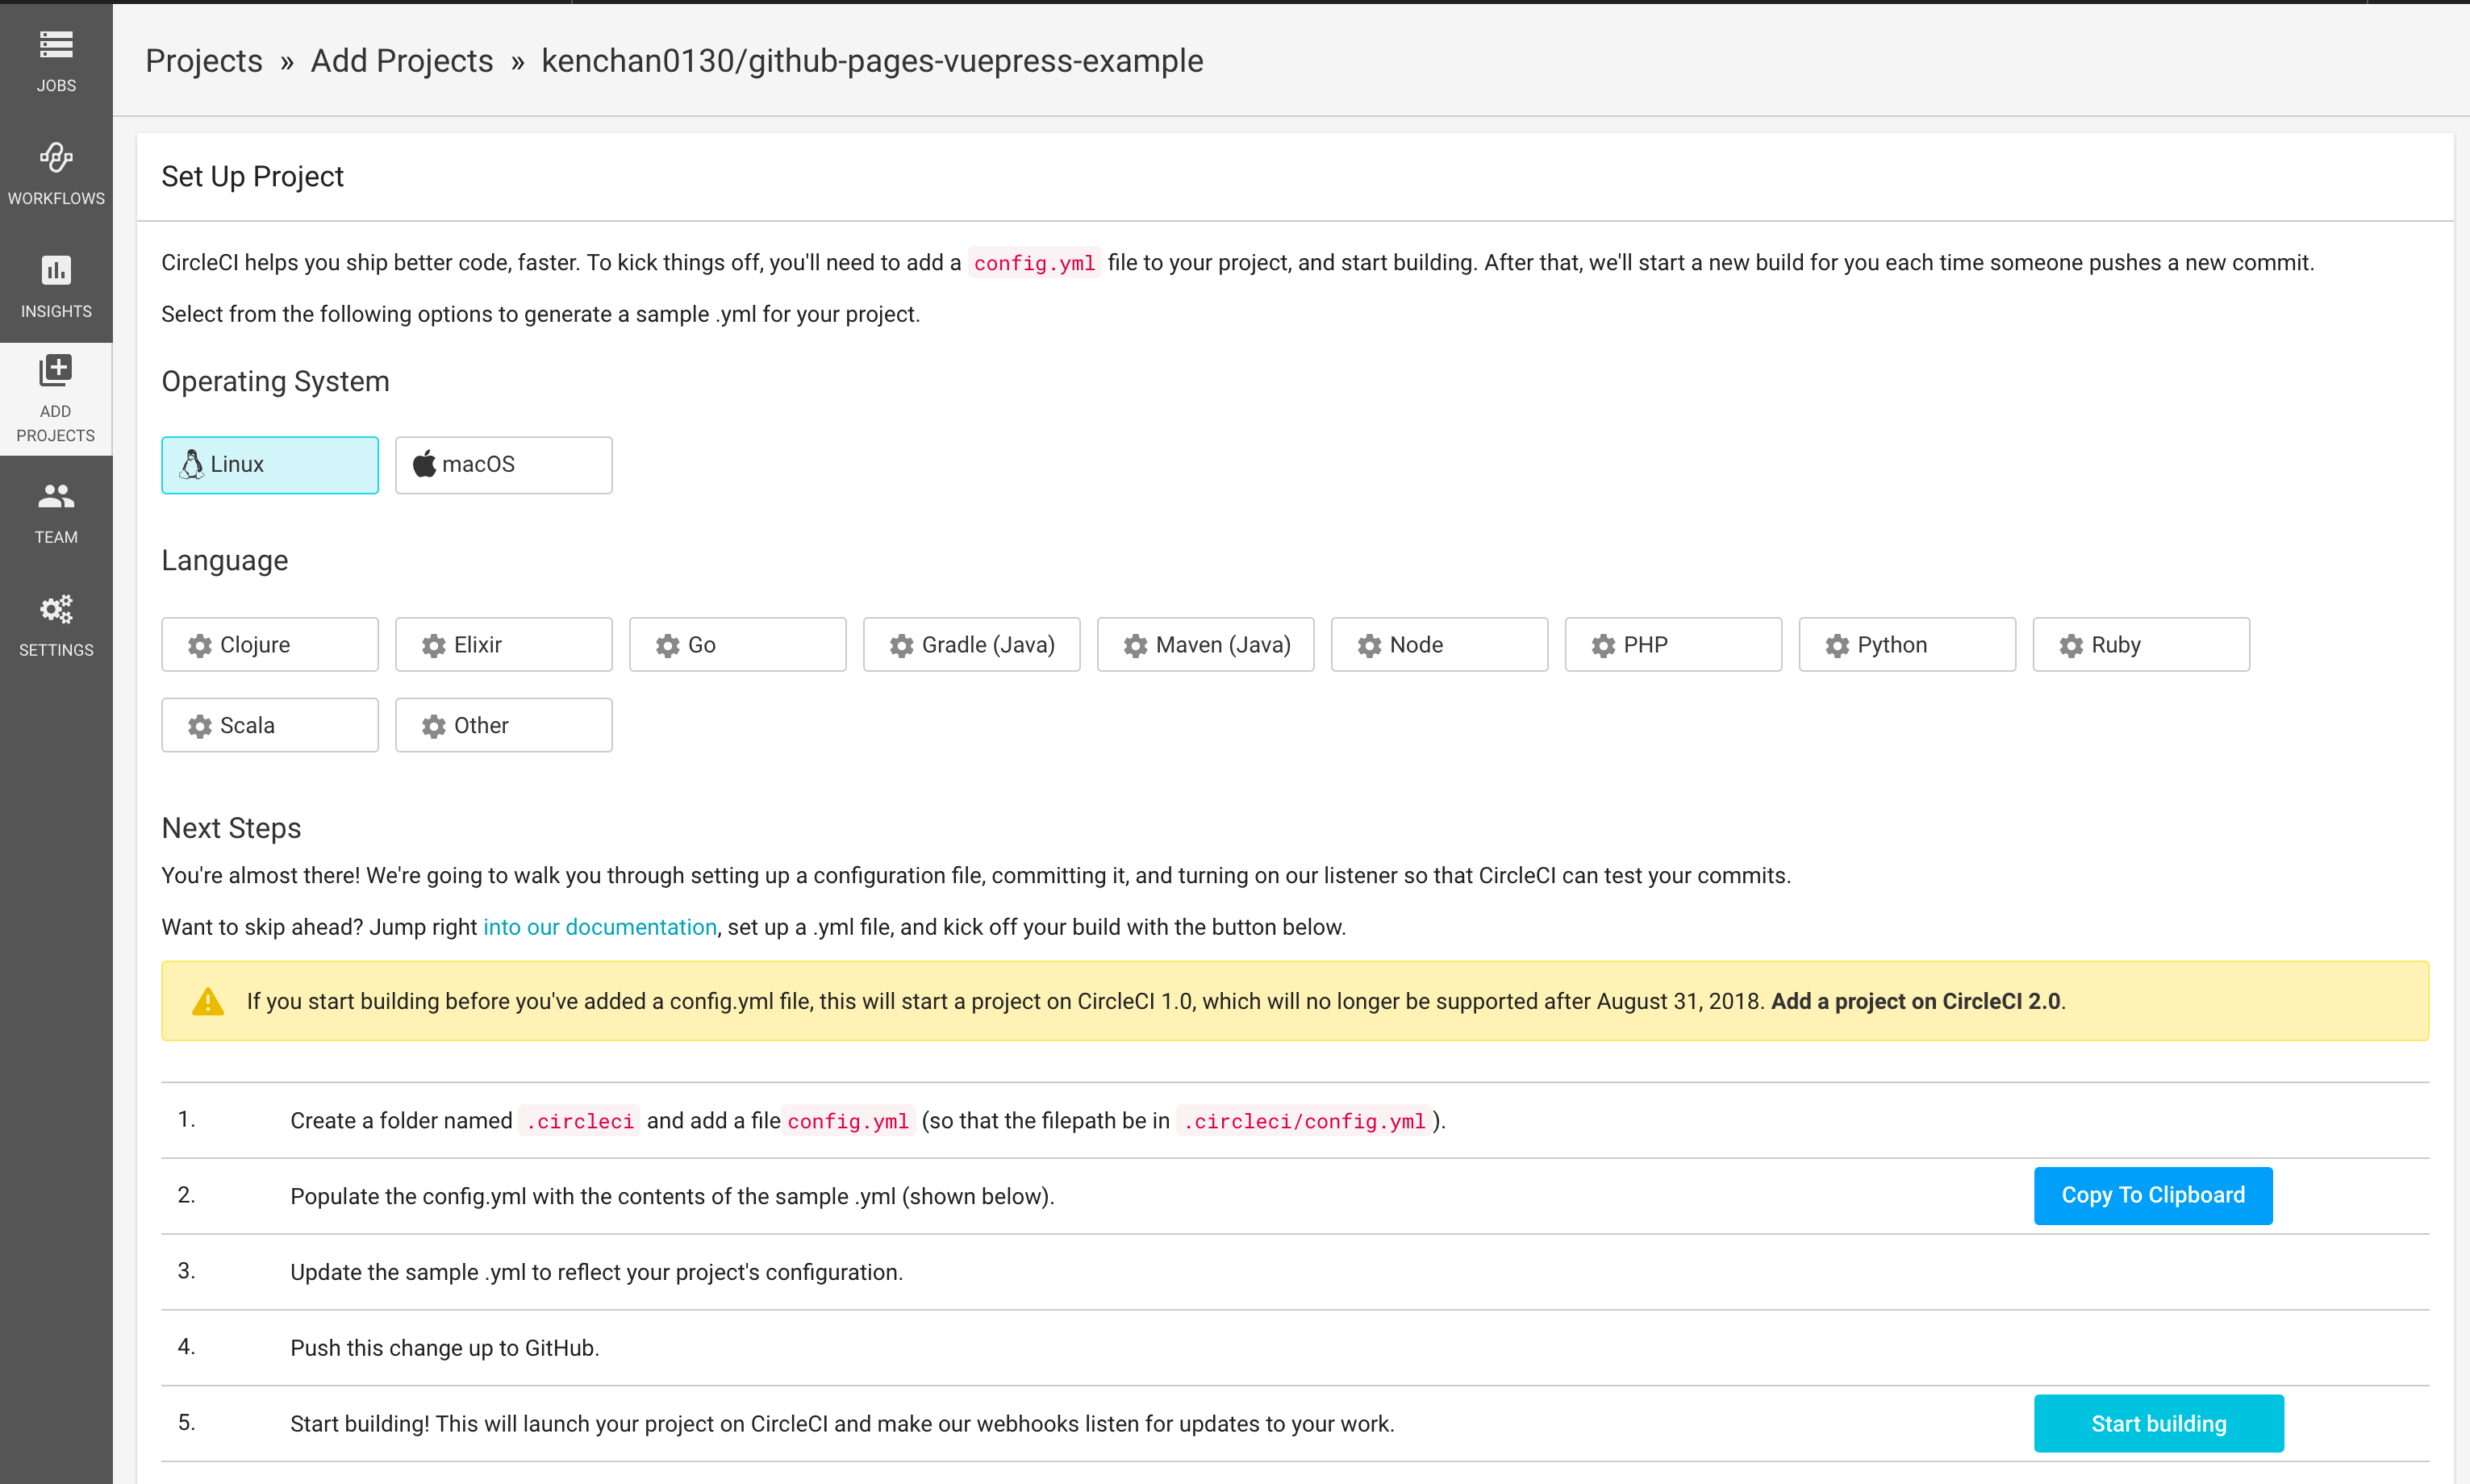 JOBS
WORKFLOWS
INSIGHTS
ADD
PROJECTS
TEAM
SETTINGS
Projects » Add Projects » kenchan0130/github-pages-vuepress-example
Set Up Project
CircleCI helps you ship better code, faster. To kick things off, you'll need to add a config.yml file to your project, and start building. After that, we'll start a new build for you each time someone pushes a new commit.
Select from the following options to generate a sample .yml for your project.
Operating System
Linux macOS
Language
Clojure Elixir Go Gradle (Java) Maven (Java) Node PHP Python Ruby
Scala Other
Next Steps
You're almost there! We're going to walk you through setting up a configuration file, committing it, and turning on our listener so that CircleCI can test your commits.
Want to skip ahead? Jump right into our documentation, set up a .yml file, and kick off your build with the button below.
If you start building before you've added a config.yml file, this will start a project on CircleCI 1.0, which will no longer be supported after August 31, 2018. Add a project on CircleCI 2.0.
1. Create a folder named .circleci and add a file config.yml (so that the filepath be in .circleci/config.yml ).
2. Populate the config.yml with the contents of the sample .yml (shown below). Copy To Clipboard
3. Update the sample .yml to reflect your project's configuration.
4. Push this change up to GitHub.
5. Start building! This will launch your project on CircleCI and make our webhooks listen for updates to your work. Start building